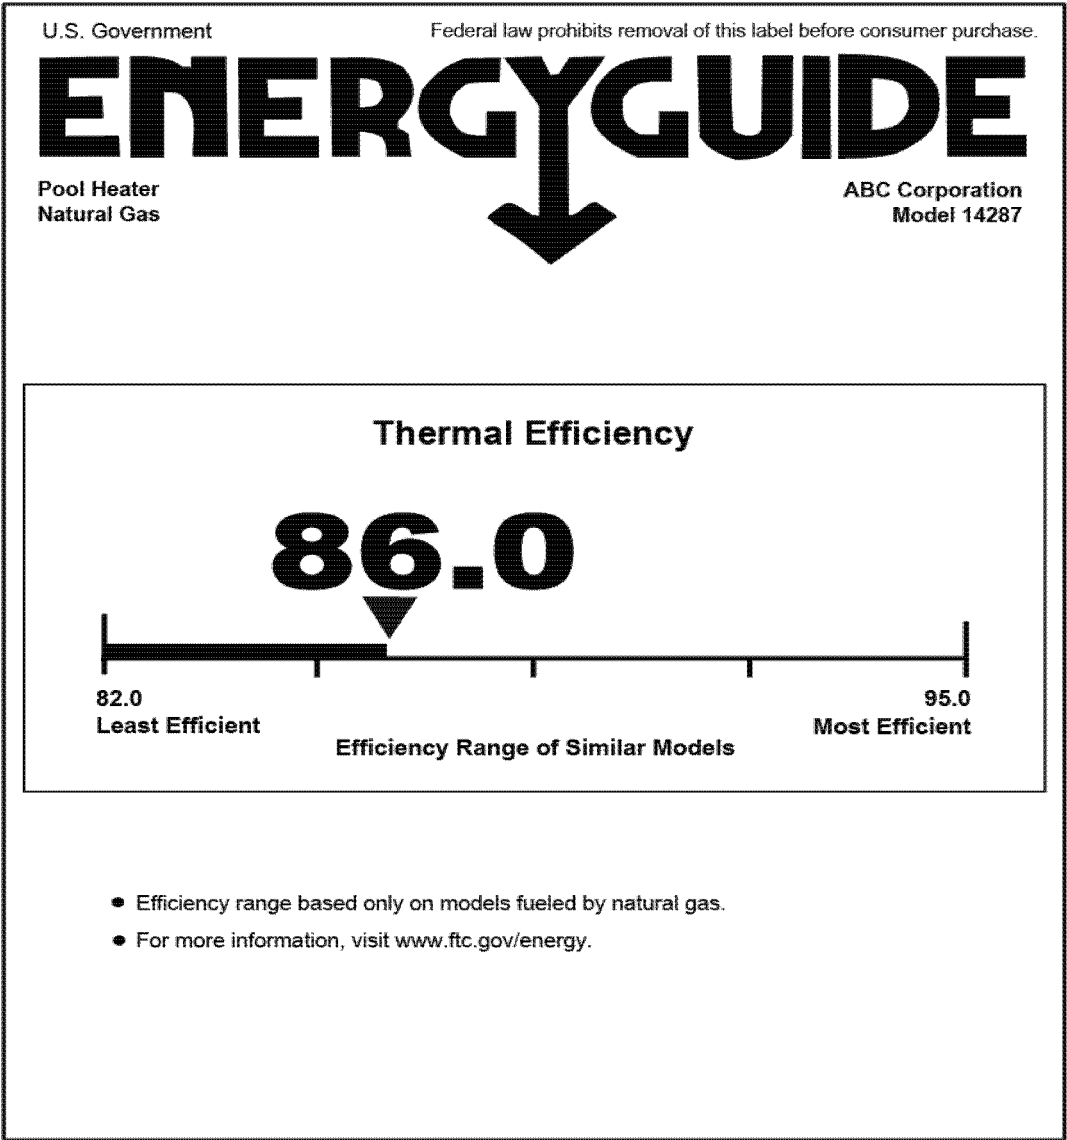 U.S. Government
Federal law prohibits removal of this label before consumer purchase.
ENERGYGUIDE
Pool Heater
Natural Gas
ABC Corporation
Model 14287
Thermal Efficiency
86.0
82.0
Least Efficient
95.0
Most Efficient
Efficiency Range of Similar Models
● Efficiency range based only on models fueled by natural gas.
● For more information, visit www.ftc.gov/energy.